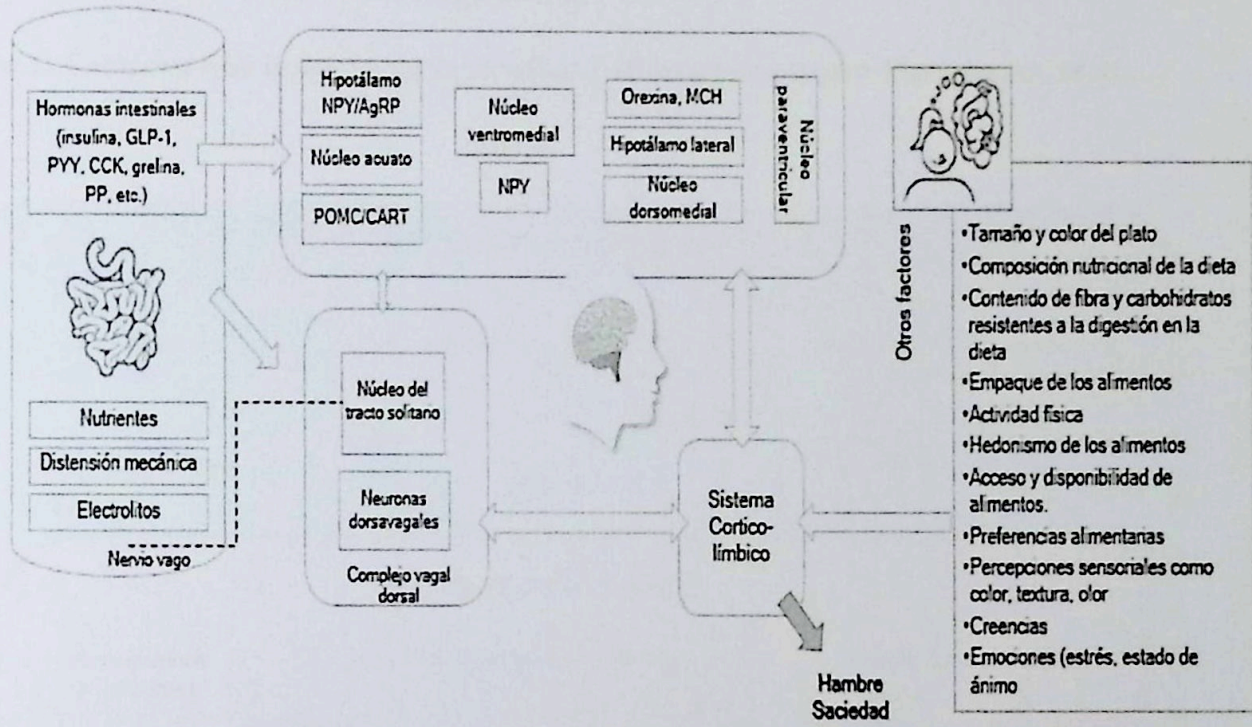 Hormonas intestinales
(insulina, GLP-1,
PYY, CCK, grelina,
PP, etc.)
Nutrientes
Distensión mecánica
Electrolitos
Nervio vago
Hipotálamo
NPY/AgRP
Núcleo acuato
POMC/CART
Núcleo
ventromedial
NPY
Orexina, MCH
Hipotálamo lateral
Núcleo
dorsomedial
Núcleo
paraventricular
Núcleo del
tracto solitario
Neuronas
dorsavagales
Complejo vagal
dorsal
Sistema
Cortico-
límbico
Hambre
Saciedad
Otros factores
•Tamaño y color del plato
•Composición nutricional de la dieta
•Contenido de fibra y carbohidratos
resistentes a la digestión en la
dieta
•Empaque de los alimentos
•Actividad física
•Hedonismo de los alimentos
•Acceso y disponibilidad de
alimentos.
•Preferencias alimentarias
•Percepciones sensoriales como
color, textura, olor
•Creencias
•Emociones (estrés, estado de
ánimo